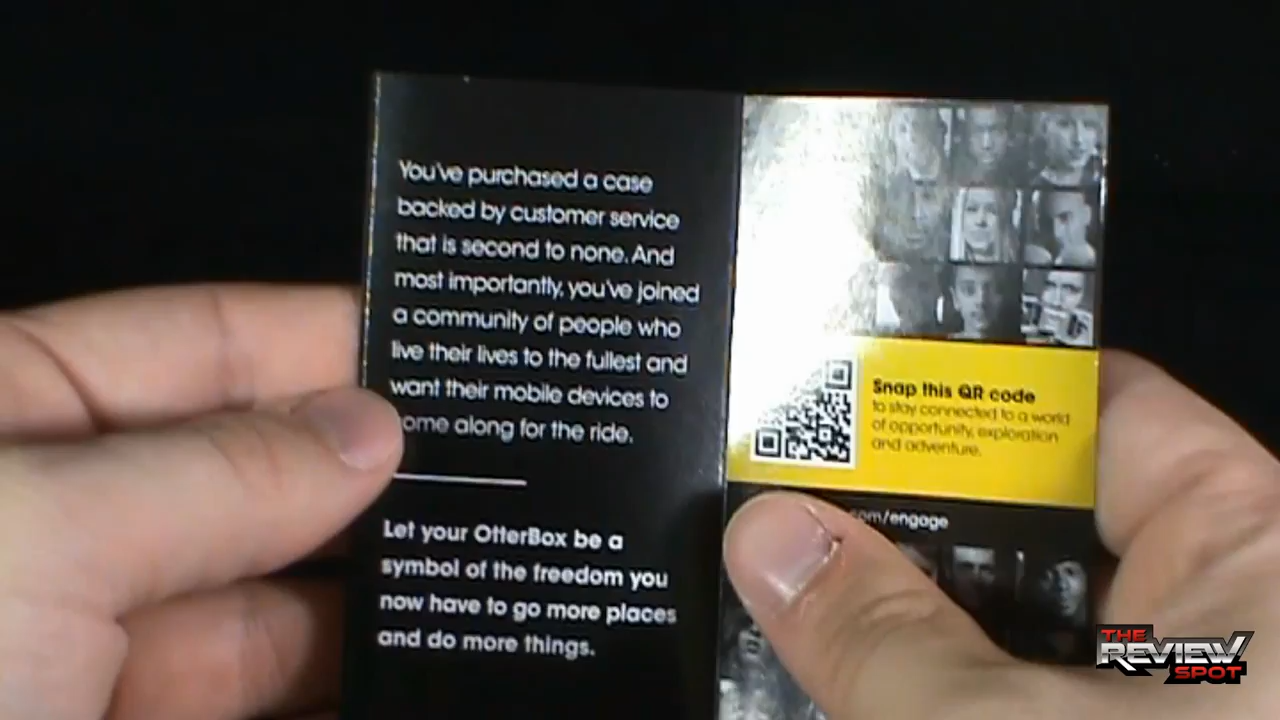 You've purchased a case
backed by customer service
that is second to none. And
most importantly, you've joined
a community of people who
live their lives to the fullest and
want their mobile devices to
ome along for the ride.
Let your OtterBox be a
symbol of the freedom you
now have to go more places
and do more things.
Snap this QR code
to stay connected to a world
of opportunity, exploration
and adventure.
.com/engage
THE
REVIEW
SPOT